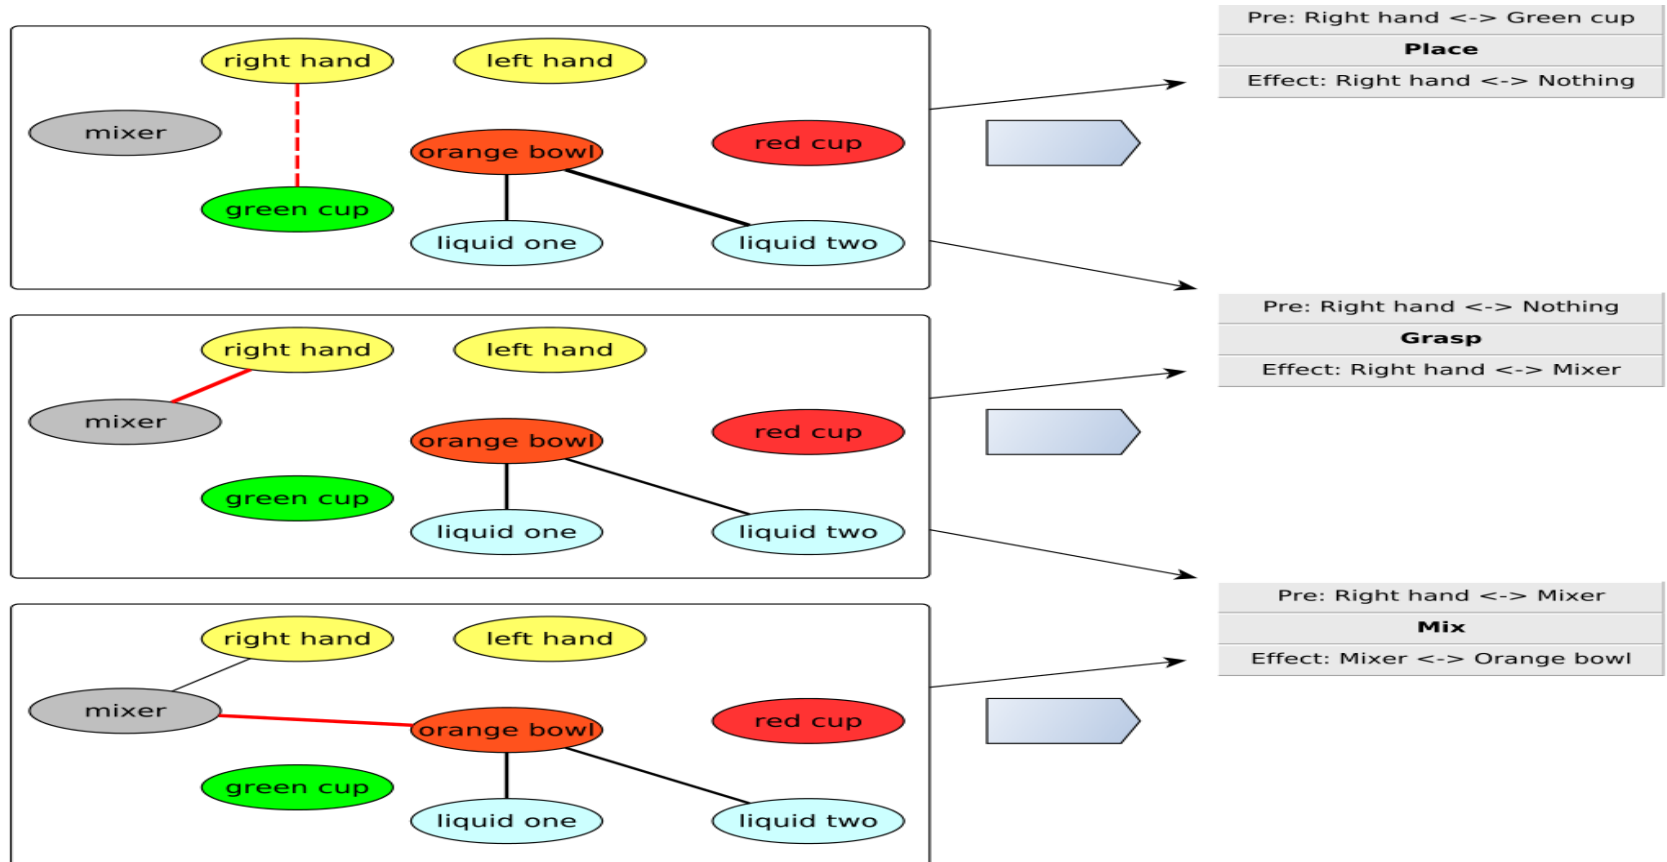 Pre: Right hand <-> Green cup
Place
Effect: Right hand <-> Nothing
right hand
left hand
mixer
red cup
orange bowl
green cup
liquid one
liquid two
Pre: Right hand <-> Nothing
Grasp
Effect: Right hand <-> Mixer
right hand
left hand
mixer
red cup
orange bowl
green cup
liquid one
liquid two
Pre: Right hand <-> Mixer
Mix
Effect: Mixer <-> Orange bowl
right hand
left hand
mixer
red cup
orange bowl
green cup
liquid one
liquid two